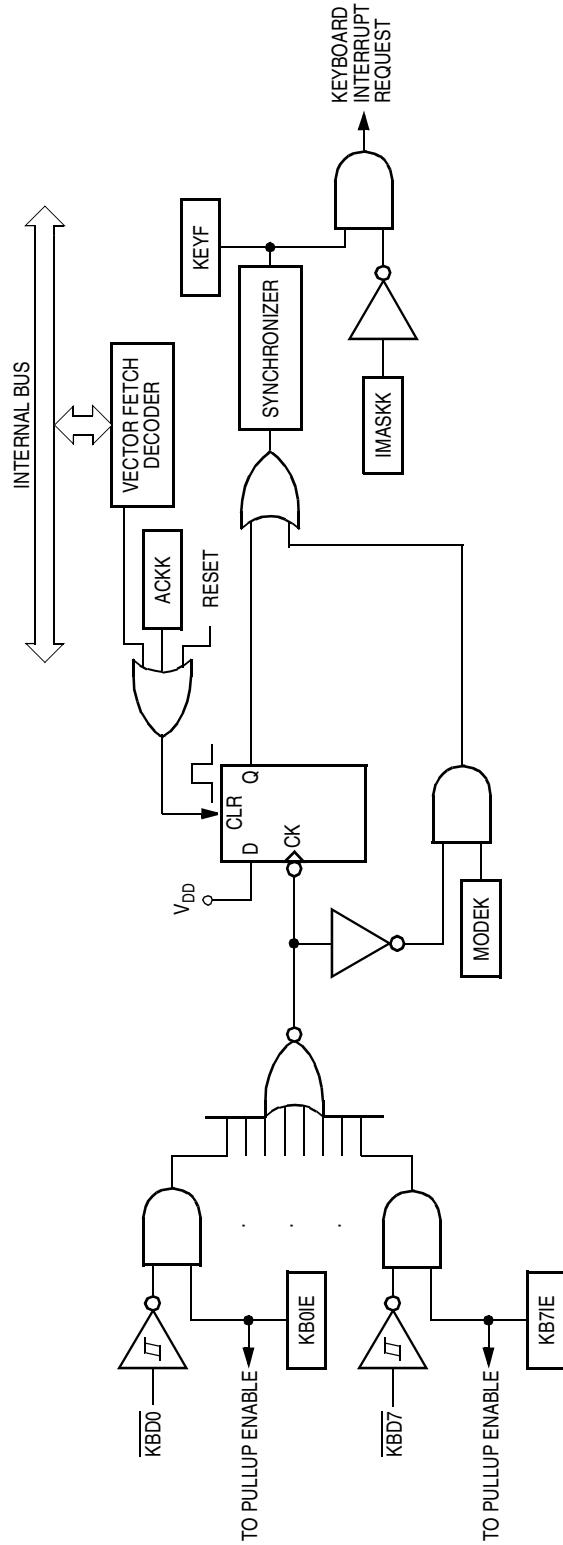 INTERNAL BUS
VECTOR FETCH
DECODER
ACKK
RESET
VDD
CLR
D
Q
CK
KBD0
TO PULLUP ENABLE
KB0IE
.
.
.
KBD7
TO PULLUP ENABLE
KB7IE
MODEK
SYNCHRONIZER
KEYF
IMASKK
KEYBOARD
INTERRUPT
REQUEST